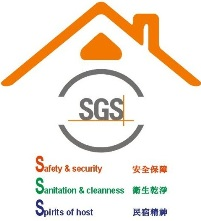 SGS
Safety & security 安全保障
Sanitation & cleanness 衛生乾淨
Spirits of host 民宿精神